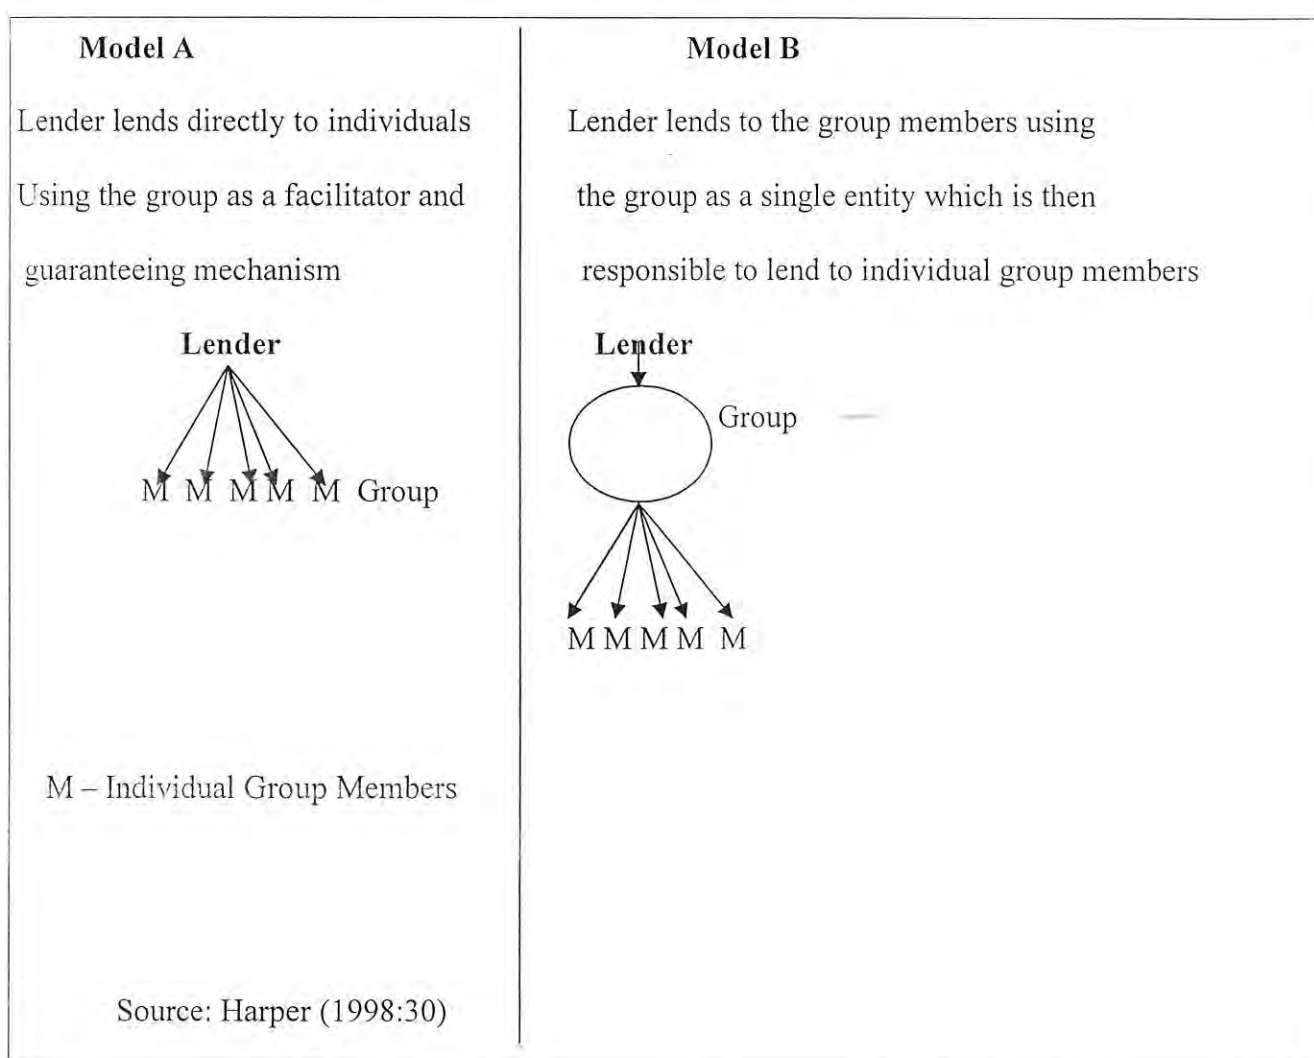 Model A
Lender lends directly to individuals
Using the group as a facilitator and
guaranteeing mechanism
Lender
M M M M M Group
M – Individual Group Members
Source: Harper (1998:30)
Model B
Lender lends to the group members using
the group as a single entity which is then
responsible to lend to individual group members
Lender
Group
M M M M M